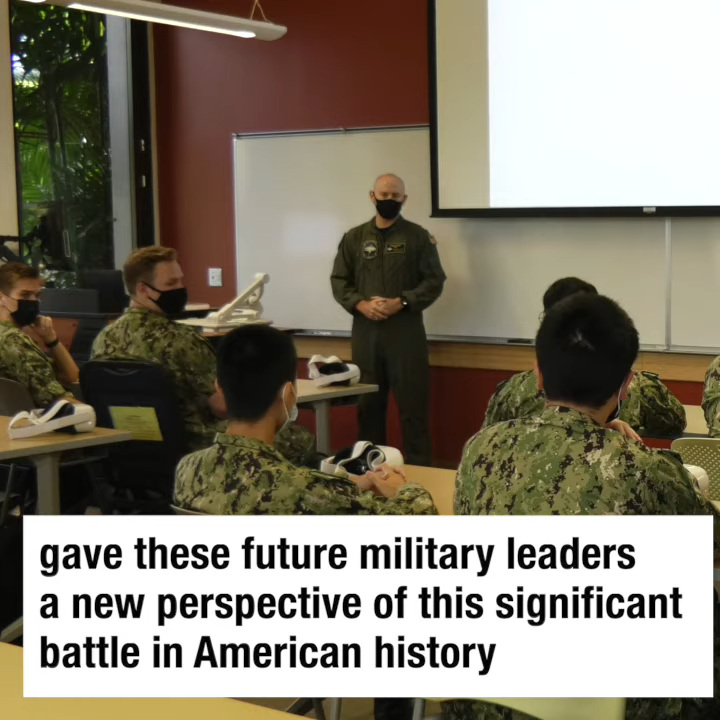 gave these future military leaders
a new perspective of this significant
battle in American history